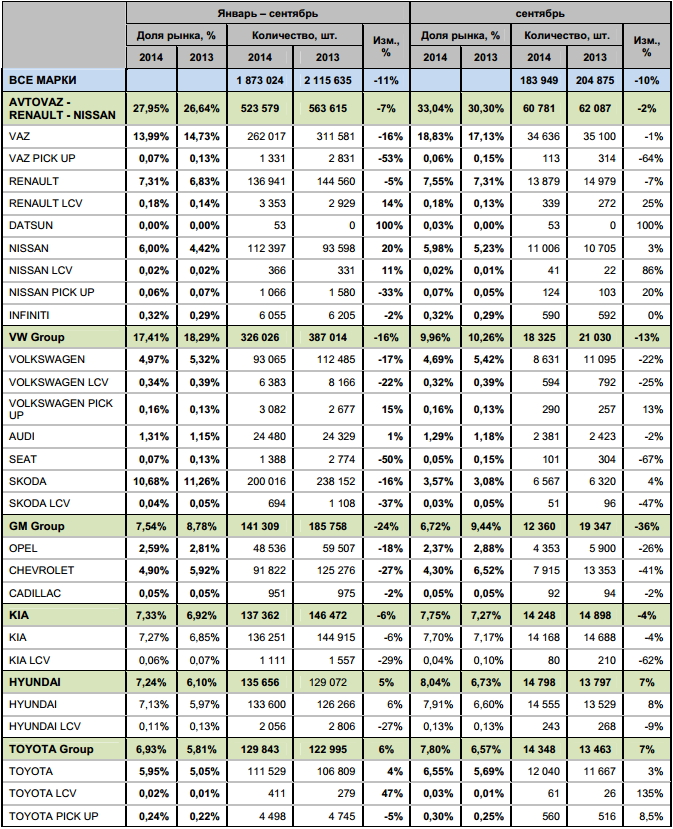 Январь – сентябрь сентябрь
Доля рынка, % Количество, шт. Изм., % Доля рынка, % Количество, шт. Изм., %
2014 2013 2014 2013 2014 2013 2014 2013
ВСЕ МАРКИ 1 873 024 2 115 635 -11% 183 949 204 875 -10%
AVTOVAZ - RENAULT - NISSAN 27,95% 26,64% 523 579 563 615 -7% 33,04% 30,30% 60 781 62 087 -2%
VAZ 13,99% 14,73% 262 017 311 581 -16% 18,83% 17,13% 34 636 35 100 -1%
VAZ PICK UP 0,07% 0,13% 1 331 2 831 -53% 0,06% 0,15% 113 314 -64%
RENAULT 7,31% 6,83% 136 941 144 560 -5% 7,55% 7,31% 13 879 14 979 -7%
RENAULT LCV 0,18% 0,14% 3 353 2 929 14% 0,18% 0,13% 339 272 25%
DATSUN 0,00% 0,00% 53 0 100% 0,03% 0,00% 53 0 100%
NISSAN 6,00% 4,42% 112 397 93 598 20% 5,98% 5,23% 11 006 10 705 3%
NISSAN LCV 0,02% 0,02% 366 331 11% 0,02% 0,01% 41 22 86%
NISSAN PICK UP 0,06% 0,07% 1 066 1 580 -33% 0,07% 0,05% 124 103 20%
INFINITI 0,32% 0,29% 6 055 6 205 -2% 0,32% 0,29% 590 592 0%
VW Group 17,41% 18,29% 326 026 387 014 -16% 9,96% 10,26% 18 325 21 030 -13%
VOLKSWAGEN 4,97% 5,32% 93 065 112 485 -17% 4,69% 5,42% 8 631 11 095 -22%
VOLKSWAGEN LCV 0,34% 0,39% 6 383 8 166 -22% 0,32% 0,39% 594 792 -25%
VOLKSWAGEN PICK UP 0,16% 0,13% 3 082 2 677 15% 0,16% 0,13% 290 257 13%
AUDI 1,31% 1,15% 24 480 24 329 1% 1,29% 1,18% 2 381 2 423 -2%
SEAT 0,07% 0,13% 1 388 2 774 -50% 0,05% 0,15% 101 304 -67%
SKODA 10,68% 11,26% 200 016 238 152 -16% 3,57% 3,08% 6 567 6 320 4%
SKODA LCV 0,04% 0,05% 694 1 108 -37% 0,03% 0,05% 51 96 -47%
GM Group 7,54% 8,78% 141 309 185 758 -24% 6,72% 9,44% 12 360 19 347 -36%
OPEL 2,59% 2,81% 48 536 59 507 -18% 2,37% 2,88% 4 353 5 900 -26%
CHEVROLET 4,90% 5,92% 91 822 125 276 -27% 4,30% 6,52% 7 915 13 353 -41%
CADILLAC 0,05% 0,05% 951 975 -2% 0,05% 0,05% 92 94 -2%
KIA 7,33% 6,92% 137 362 146 472 -6% 7,75% 7,27% 14 248 14 898 -4%
KIA 7,27% 6,85% 136 251 144 915 -6% 7,70% 7,17% 14 168 14 688 -4%
KIA LCV 0,06% 0,07% 1 111 1 557 -29% 0,04% 0,10% 80 210 -62%
HYUNDAI 7,24% 6,10% 135 656 129 072 5% 8,04% 6,73% 14 798 13 797 7%
HYUNDAI 7,13% 5,97% 133 600 126 266 6% 7,91% 6,60% 14 555 13 529 8%
HYUNDAI LCV 0,11% 0,13% 2 056 2 806 -27% 0,13% 0,13% 243 268 -9%
TOYOTA Group 6,93% 5,81% 129 843 122 995 6% 7,80% 6,57% 14 348 13 463 7%
TOYOTA 5,95% 5,05% 111 529 106 809 4% 6,55% 5,69% 12 040 11 667 3%
TOYOTA LCV 0,02% 0,01% 411 279 47% 0,03% 0,01% 61 26 135%
TOYOTA PICK UP 0,24% 0,22% 4 498 4 745 -5% 0,30% 0,25% 560 516 8,5%